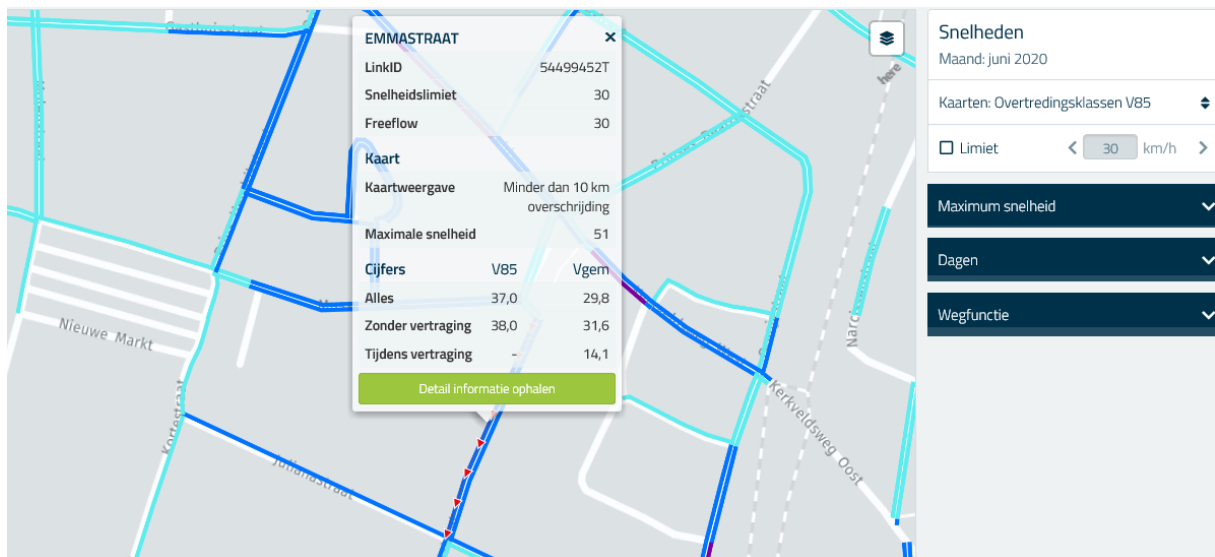 EMMASTRAAT
LinkID 54499452T
Snelheidslimiet 30
Freeflow 30
Kaart
Kaartweergave Minder dan 10 km
overschrijding
Maximale snelheid 51
Cijfers V85 Vgem
Alles 37,0 29,8
Zonder vertraging 38,0 31,6
Tijdens vertraging - 14,1
Detail informatie ophalen
here
Nieuwe Markt
Kortestraat
Julianastraat
Kerkveldsweg Oost
Snelheden
Maand: juni 2020
Kaarten: Overtredingsklassen V85
Limiet 30 km/h
Maximum snelheid
Dagen
Wegfunctie